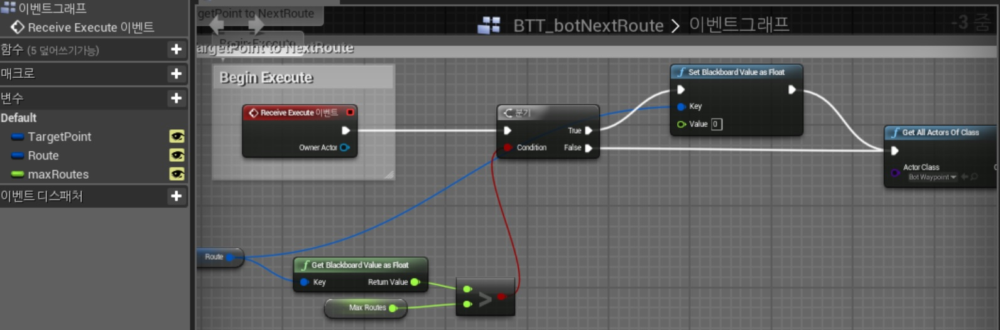 이벤트그래프
Receive Execute 이벤트
함수 (5 덮어쓰기가능)
매크로
변수
Default
TargetPoint
Route
maxRoutes
이벤트 디스패처
getPoint to NextRoute
Begin Execute
BTT_botNextRoute > 이벤트그래프
-3 줌
argetPoint to NextRoute
Begin Execute
Receive Execute 이벤트
Owner Actor
분기
True
Condition
False
Set Blackboard Value as Float
Key
Value 0
Get All Actors Of Class
Actor Class
Bot Waypoint
Route
Get Blackboard Value as Float
Key
Return Value
Max Routes
>